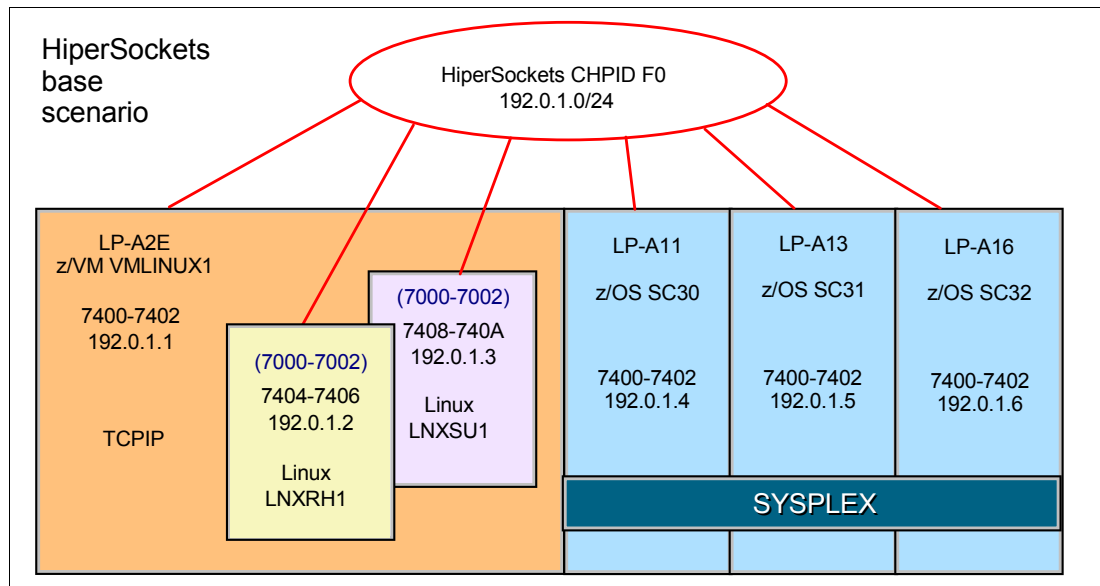 HiperSockets
base
scenario
HiperSockets CHPID F0
192.0.1.0/24
LP-A2E
z/VM VMLINUX1
7400-7402
192.0.1.1
TCPIP
(7000-7002)
7404-7406
192.0.1.2
Linux
LNXRH1
(7000-7002)
7408-740A
192.0.1.3
Linux
LNXSU1
LP-A11
z/OS SC30
7400-7402
192.0.1.4
LP-A13
z/OS SC31
7400-7402
192.0.1.5
LP-A16
z/OS SC32
7400-7402
192.0.1.6
SYSPLEX